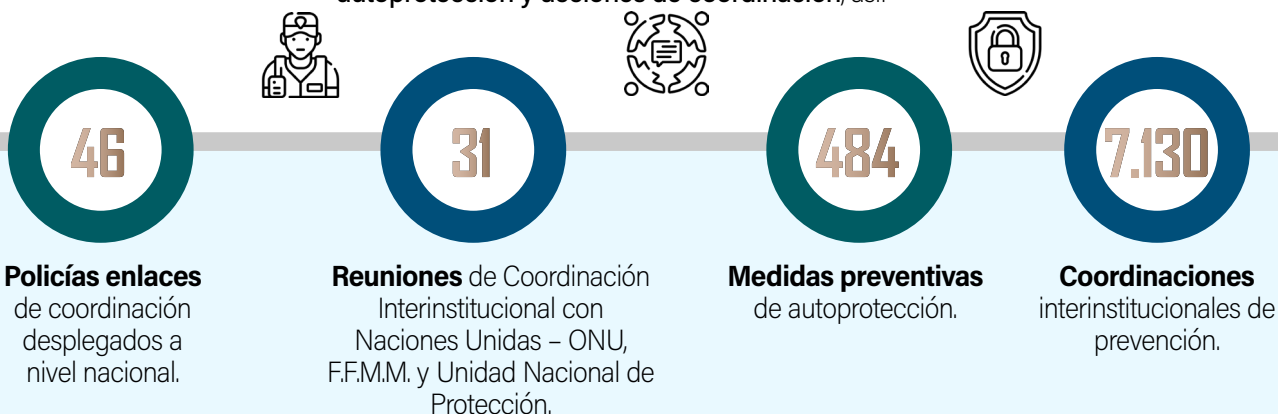 autoprotección y acciones de coordinación, así:
46
Policías enlaces
de coordinación
desplegados a
nivel nacional.
31
Reuniones de Coordinación
Interinstitucional con
Naciones Unidas – ONU,
F.F.M.M. y Unidad Nacional de
Protección.
484
Medidas preventivas
de autoprotección.
7.130
Coordinaciones
interinstitucionales de
prevención.